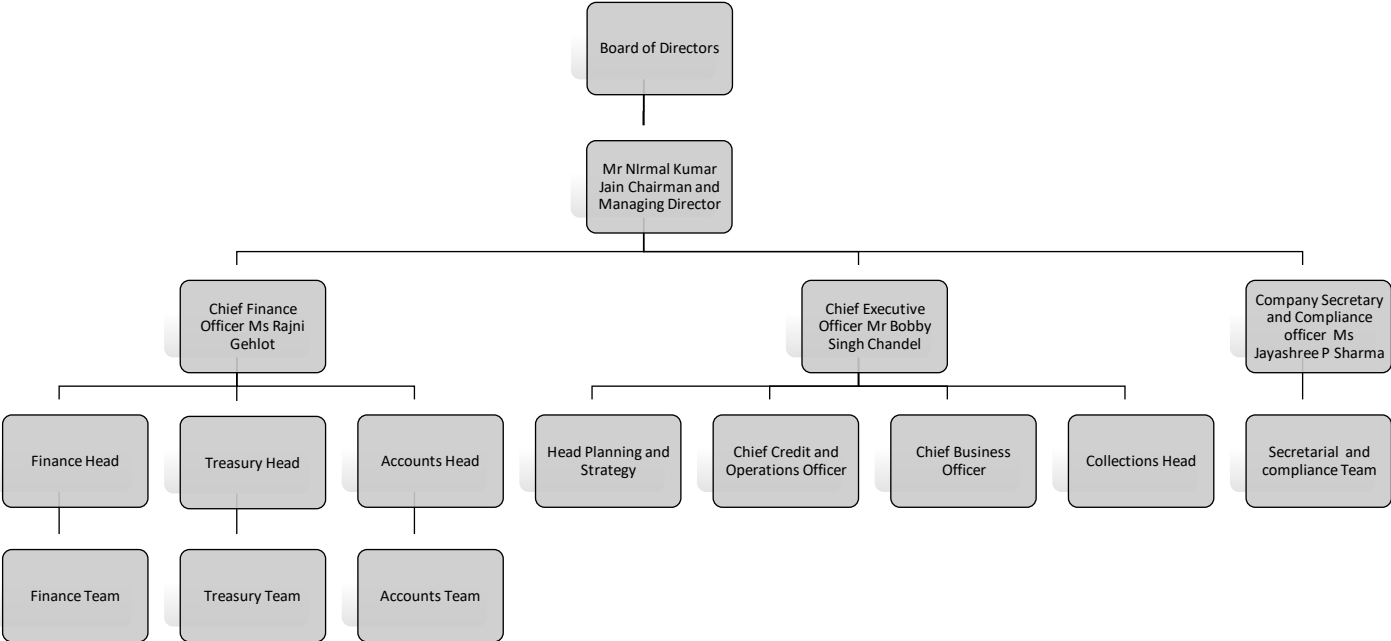 Board of Directors
Mr NIrmal Kumar
Jain Chairman and
Managing Director
Chief Finance
Officer Ms Rajni
Gehlot
Chief Executive
Officer Mr Bobby
Singh Chandel
Company Secretary
and Compliance
officer Ms
Jayashree P Sharma
Finance Head
Treasury Head
Accounts Head
Head Planning and
Strategy
Chief Credit and
Operations Officer
Chief Business
Officer
Collections Head
Secretarial and
compliance Team
Finance Team
Treasury Team
Accounts Team